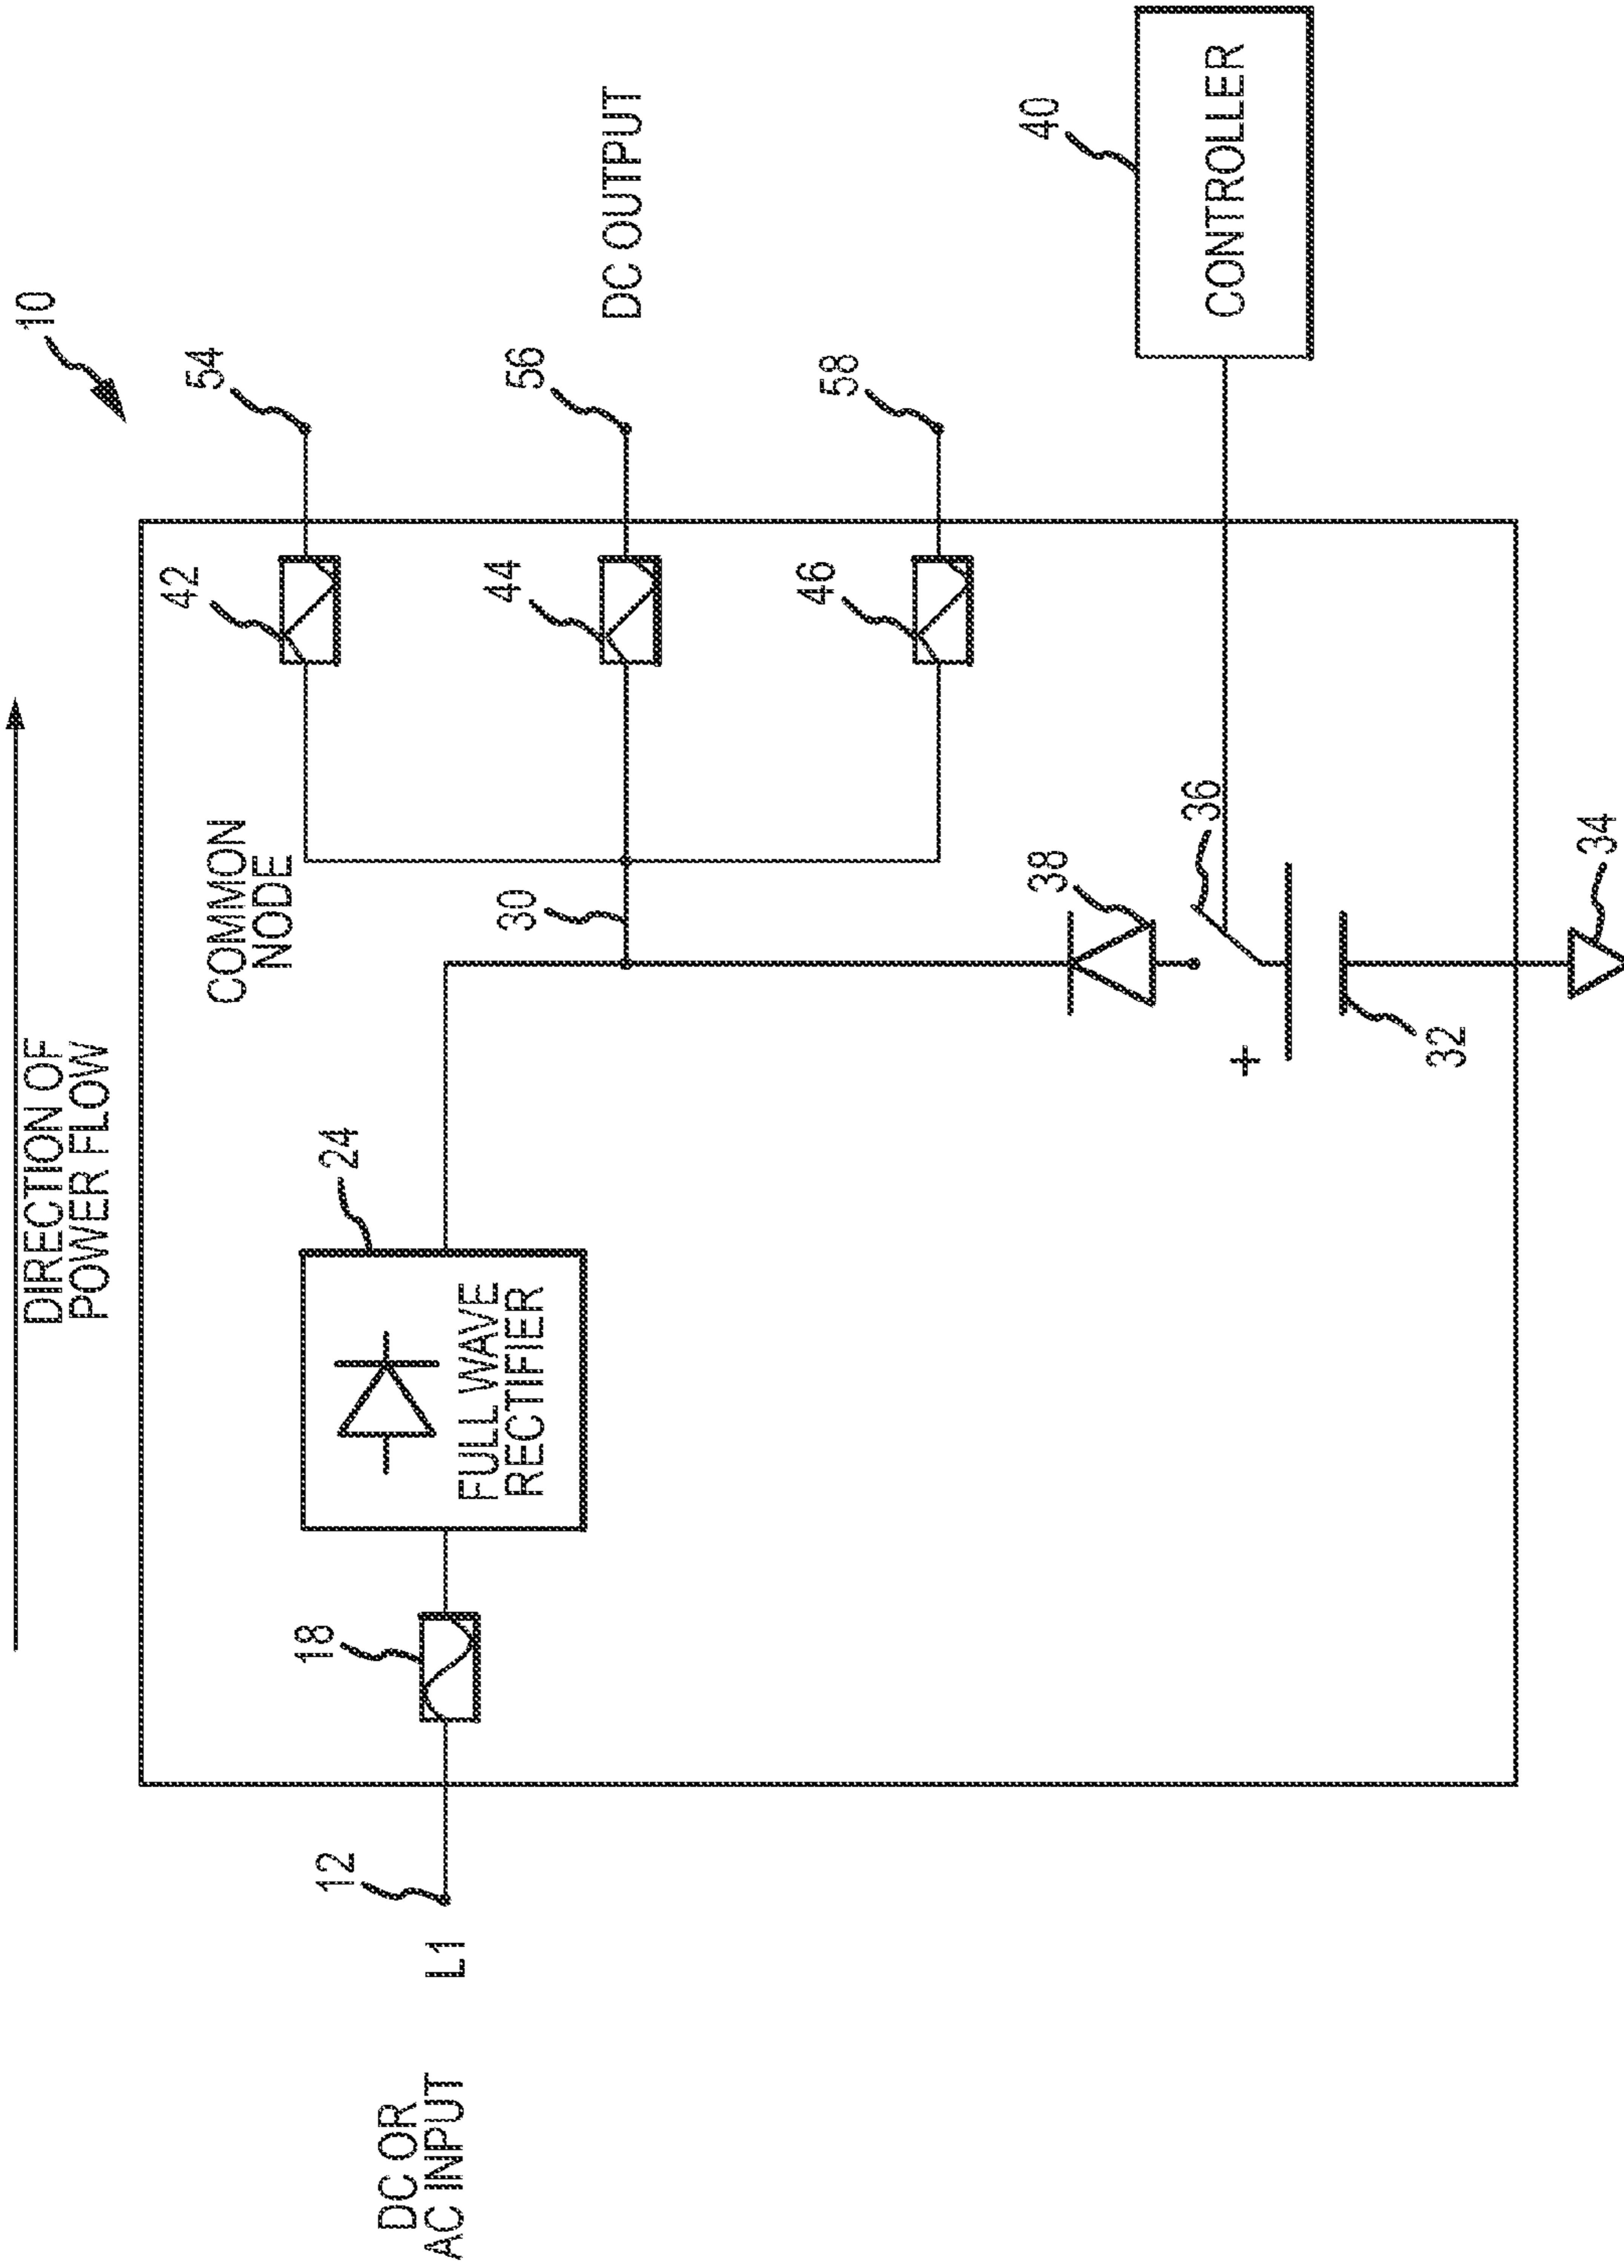 DIRECTION OF
POWER FLOW
10
COMMON
NODE
42
54
18
24
12
L1
DC OR
AC INPUT
30
44
56
DC OUTPUT
46
58
38
36
40
CONTROLLER
+
32
34
FULL WAVE
RECTIFIER